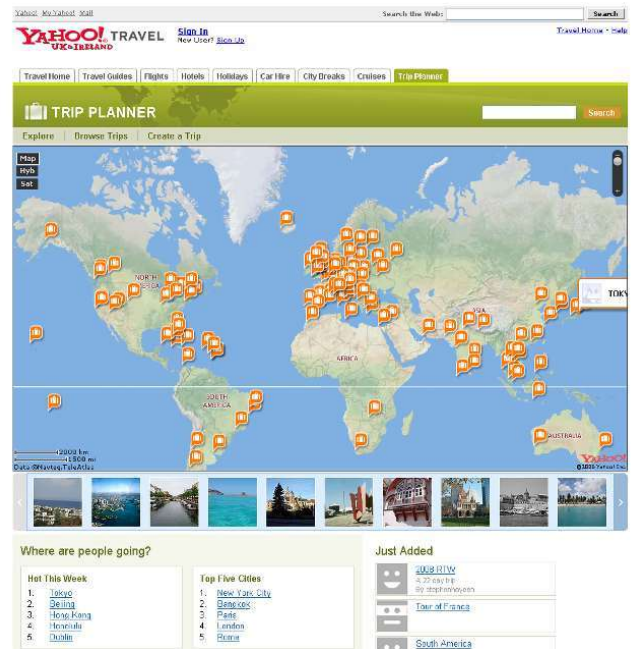 Yahoo! My Yahoo! Mail
Search the Web:
Search
YAHOO! TRAVEL
UK & IRELAND
Sign In
New User? Sign Up
Travel Home - Help
Travel Home
Travel Guides
Flights
Hotels
Holidays
Car Hire
City Breaks
Cruises
Trip Planner
TRIP PLANNER
Search
Explore
Browse Trips
Create a Trip
Map
Hyb
Sat
NORTH AMERICA
ASIA
TOKY
AFRICA
SOUTH AMERICA
AUSTRALIA
2000 km
1500 mi
YAHOO!
Where are people going?
Just Added
Hot This Week
1. Tokyo
2. Beijing
3. Hong Kong
4. Honolulu
5. Dublin
Top Five Cities
1. New York City
2. Bangkok
3. Paris
4. London
5. Rome
2008 RTW
Tour of France
South America